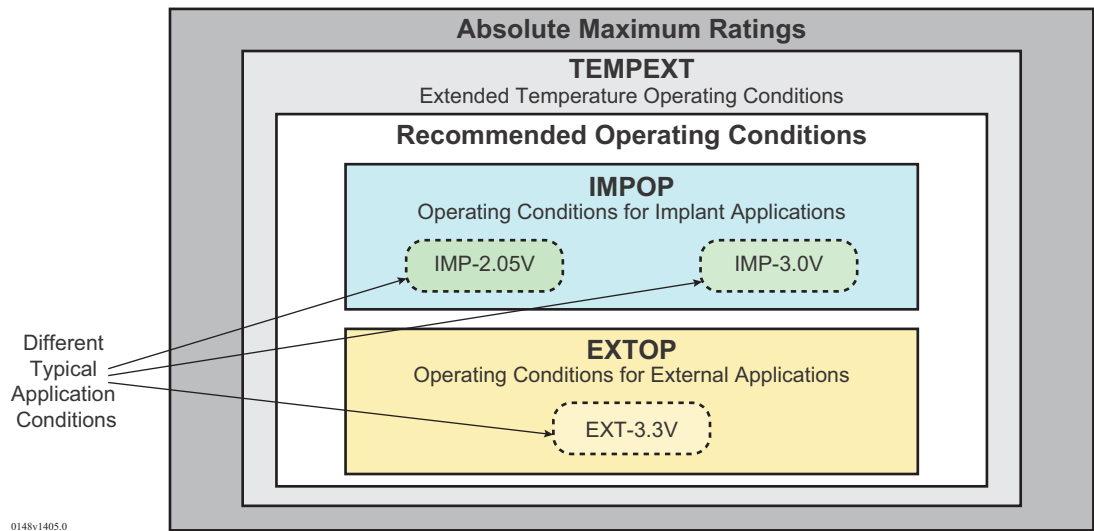 Absolute Maximum Ratings
TEMPEXT
Extended Temperature Operating Conditions
Recommended Operating Conditions
IMPOP
Operating Conditions for Implant Applications
IMP-2.05V
IMP-3.0V
Different
Typical
Application
Conditions
EXTOP
Operating Conditions for External Applications
EXT-3.3V
0148v1405.0